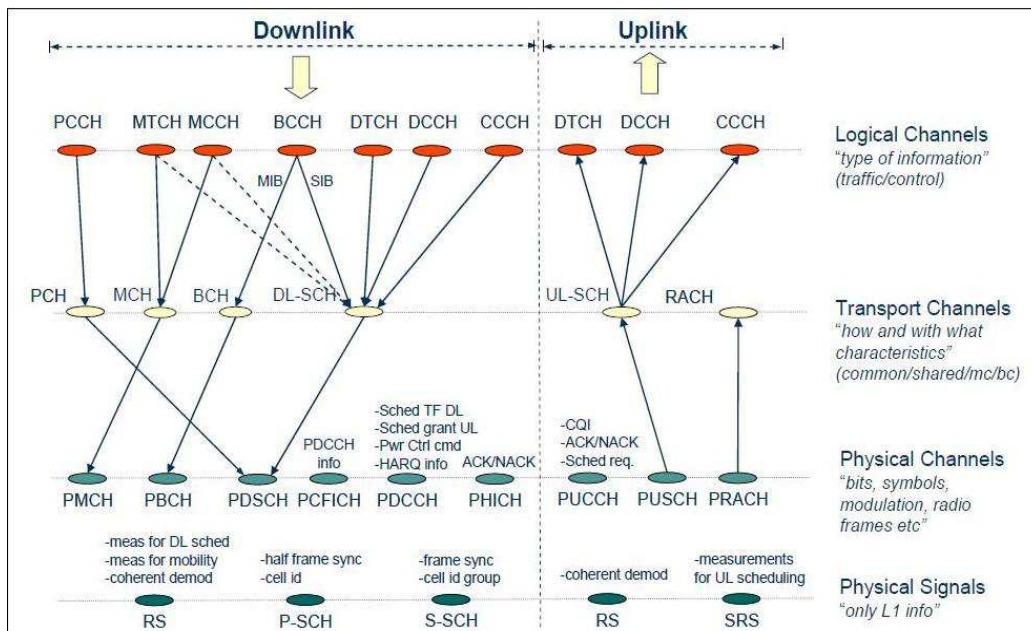 Downlink
Uplink
PCCH MTCH MCCH BCCH DTCH DCCH CCCH DTCH DCCH CCCH
Logical Channels
“type of information”
(traffic/control)
MIB SIB
PCH MCH BCH DL-SCH UL-SCH RACH
Transport Channels
“how and with what
characteristics”
(common/shared/mc/bc)
PDCCH
info
-Sched TF DL
-Sched grant UL
-Pwr Ctrl cmd
-HARQ info
ACK/NACK
-CQI
-ACK/NACK
-Sched req.
Physical Channels
“bits, symbols,
modulation, radio
frames etc”
PMCH PBCH PDSCH PCFICH PDCCH PHICH PUCCH PUSCH PRACH
-meas for DL sched
-meas for mobility
-coherent demod
-half frame sync
-cell id
-frame sync
-cell id group
-coherent demod
-measurements
for UL scheduling
Physical Signals
“only L1 info”
RS P-SCH S-SCH RS SRS